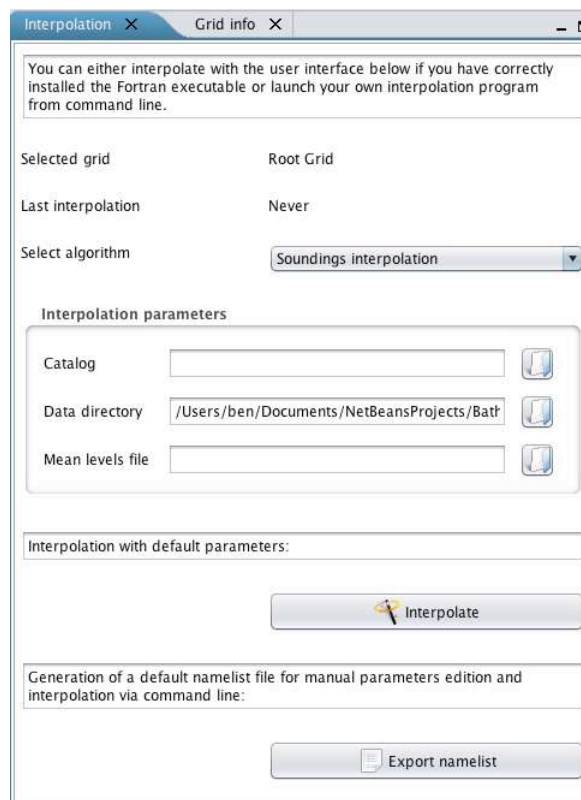 Interpolation X Grid info X
You can either interpolate with the user interface below if you have correctly
installed the Fortran executable or launch your own interpolation program
from command line.
Selected grid Root Grid
Last interpolation Never
Select algorithm Soundings interpolation
Interpolation parameters
Catalog
Data directory /Users/ben/Documents/NetBeansProjects/Bath
Mean levels file
Interpolation with default parameters:
Interpolate
Generation of a default namelist file for manual parameters edition and
interpolation via command line:
Export namelist